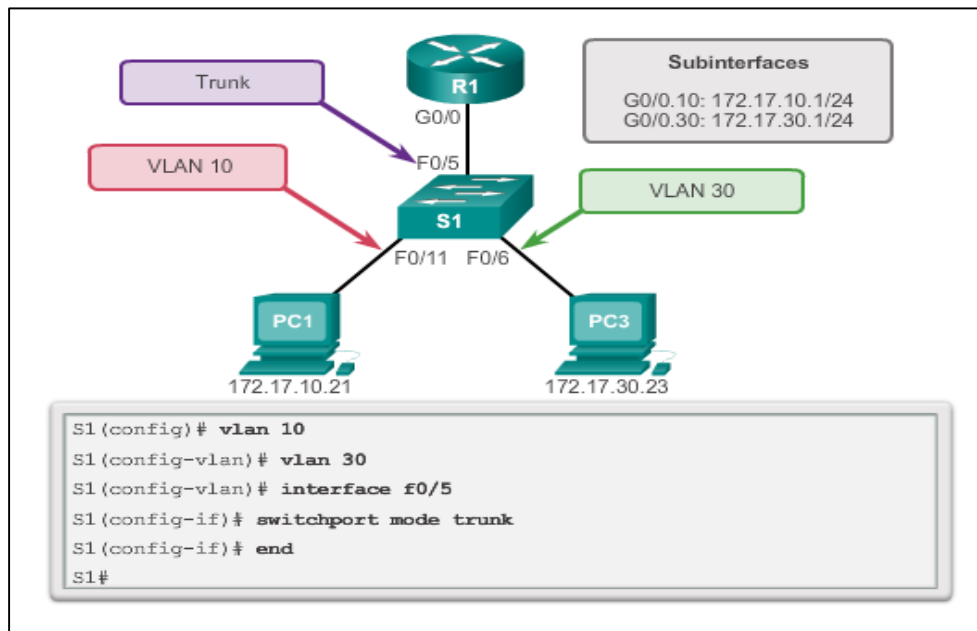 Trunk
R1
Subinterfaces
G0/0.10: 172.17.10.1/24
G0/0.30: 172.17.30.1/24
G0/0
VLAN 10
F0/5
VLAN 30
S1
F0/11 F0/6
PC1
PC3
172.17.10.21
172.17.30.23
S1(config)# vlan 10
S1(config-vlan)# vlan 30
S1(config-vlan)# interface f0/5
S1(config-if)# switchport mode trunk
S1(config-if)# end
S1#